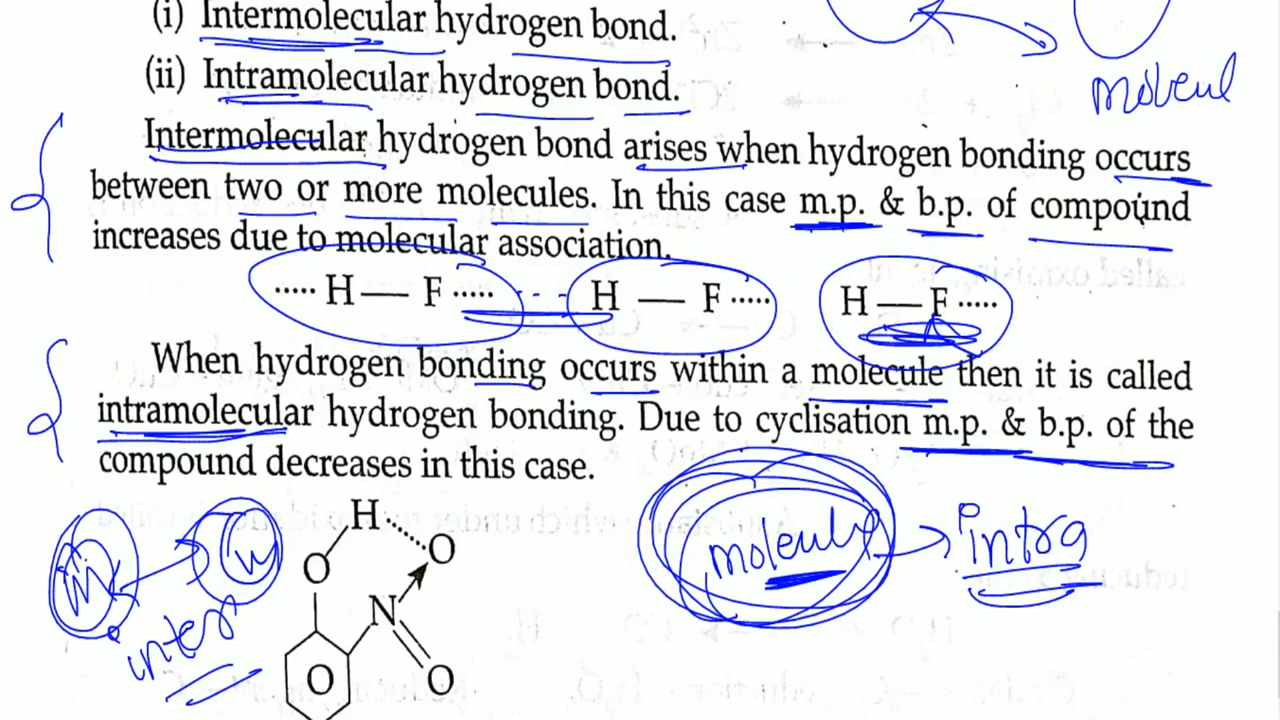 (i) Intermolecular hydrogen bond.
(ii) Intramolecular hydrogen bond.
molecul
Intermolecular hydrogen bond arises when hydrogen bonding occurs
between two or more molecules. In this case m.p. & b.p. of compound
increases due to molecular association.
..... H — F ..... H — F ..... H — F .....
When hydrogen bonding occurs within a molecule then it is called
intramolecular hydrogen bonding. Due to cyclisation m.p. & b.p. of the
compound decreases in this case.
H
O
O
N
O
O
inter
intra